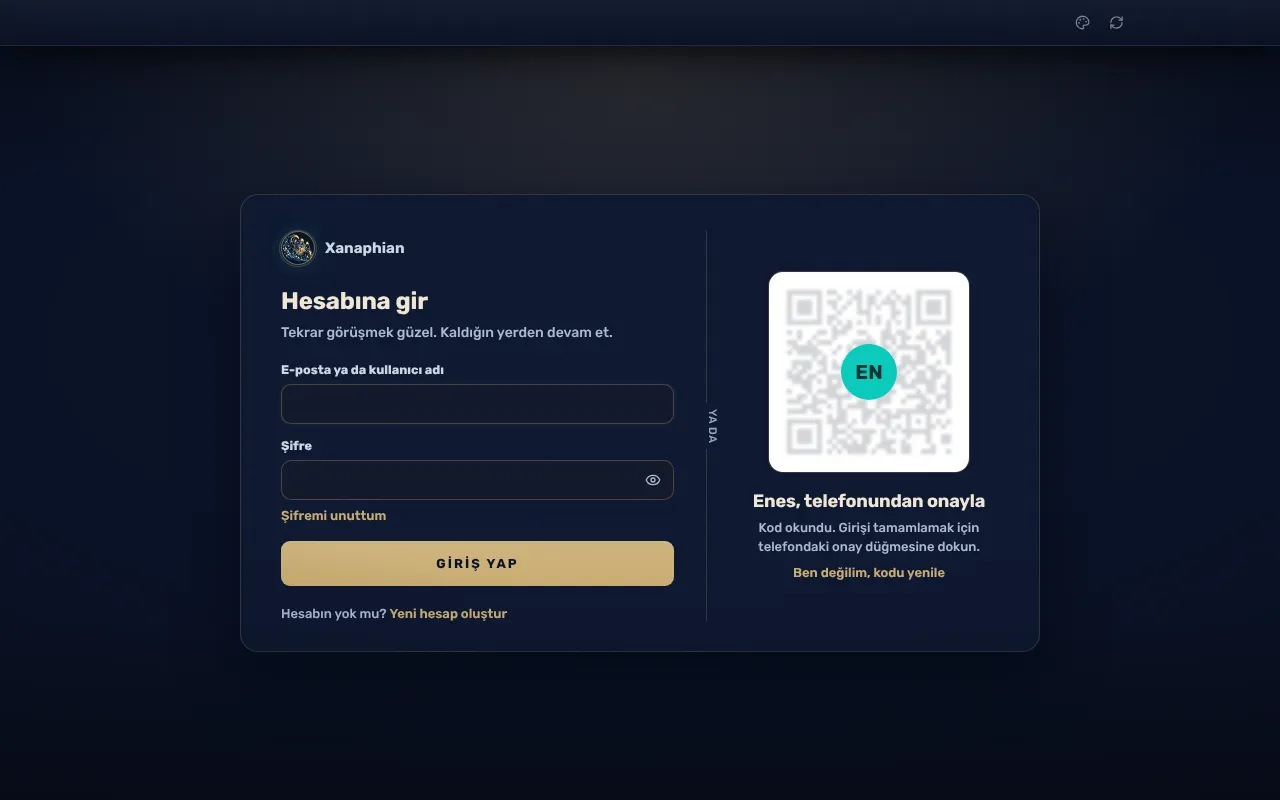 Xanaphian
Hesabına gir
Tekrar görüşmek güzel. Kaldığın yerden devam et.
E-posta ya da kullanıcı adı
Şifre
Şifremi unuttum
GİRİŞ YAP
Hesabın yok mu? Yeni hesap oluştur
YA DA
EN
Enes, telefonundan onayla
Kod okundu. Girişi tamamlamak için
telefondaki onay düğmesine dokun.
Ben değilim, kodu yenile